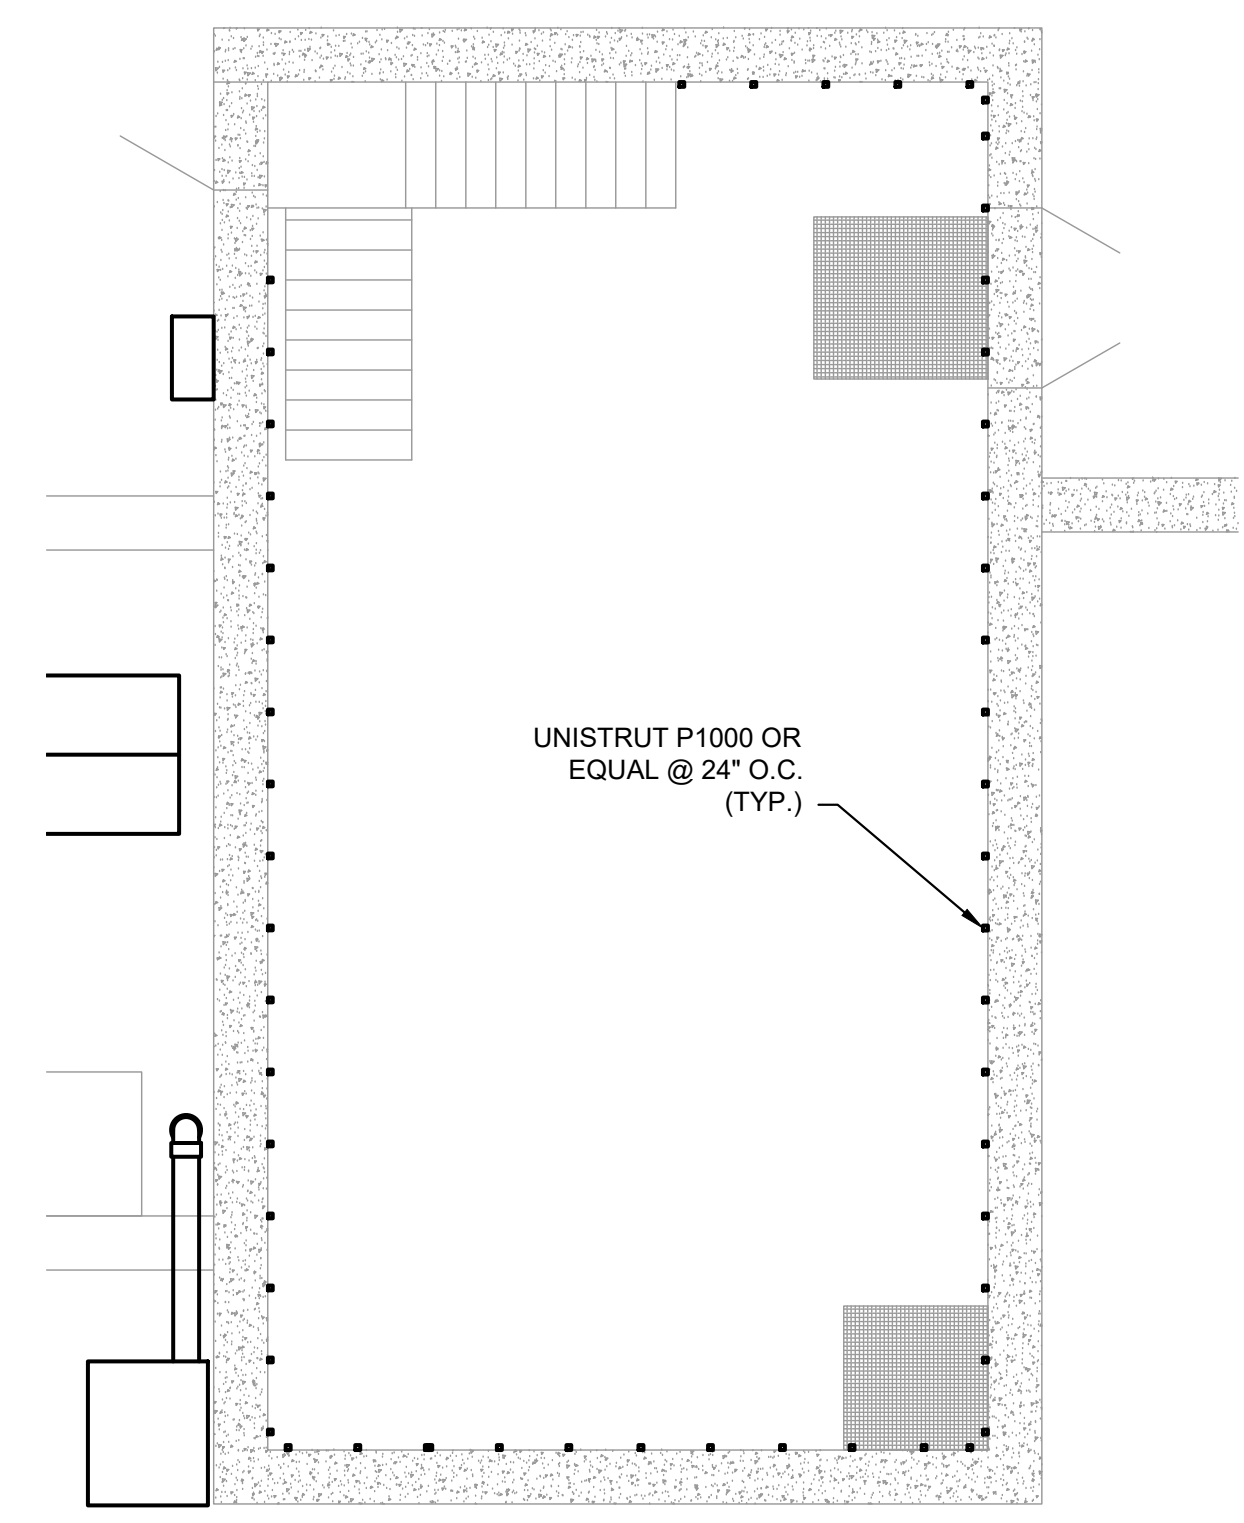 UNISTRUT P1000 OR
EQUAL @ 24" O.C.
(TYP.)